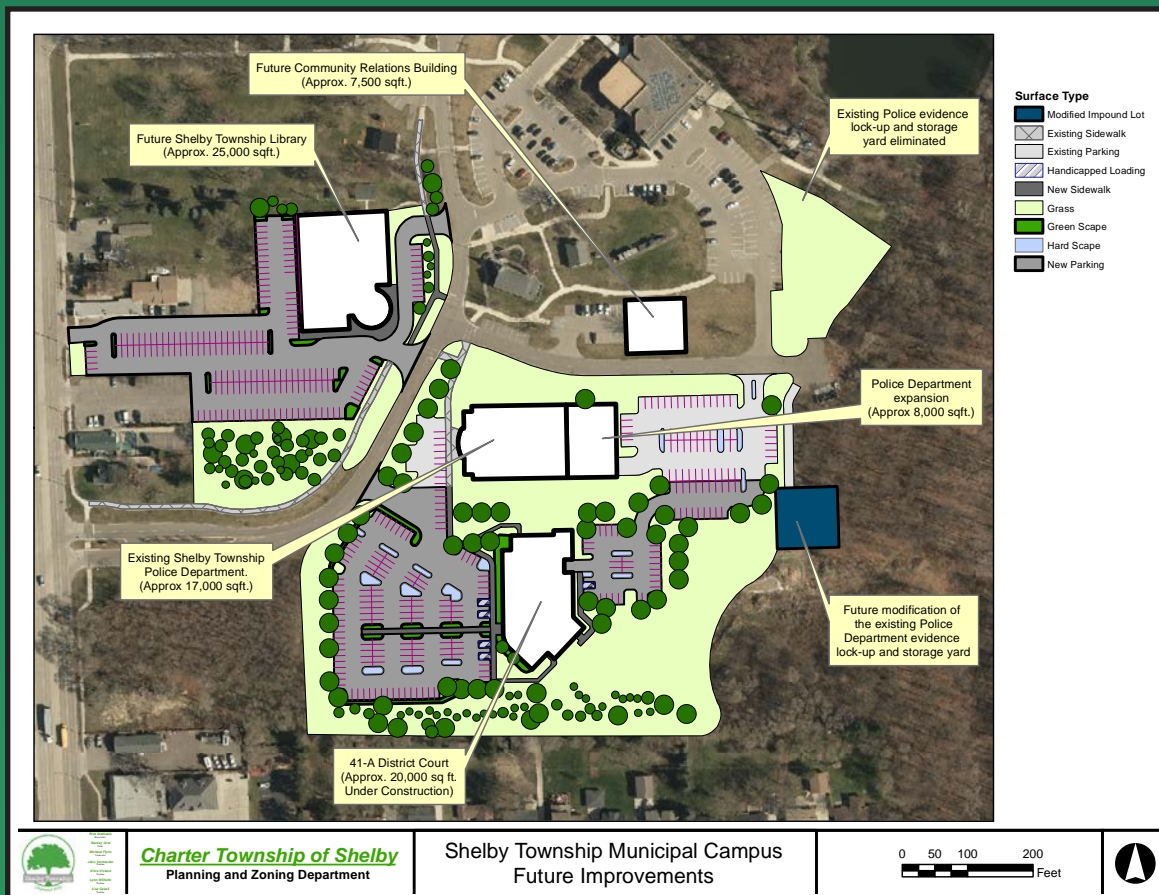 Future Community Relations Building
(Approx. 7,500 sqft.)
Future Shelby Township Library
(Approx. 25,000 sqft.)
Existing Police evidence
lock-up and storage
yard eliminated
Surface Type
Modified Impound Lot
Existing Sidewalk
Existing Parking
Handicapped Loading
New Sidewalk
Grass
Green Scape
Hard Scape
New Parking
Police Department
expansion
(Approx 8,000 sqft.)
Existing Shelby Township
Police Department.
(Approx 17,000 sqft.)
Future modification of
the existing Police
Department evidence
lock-up and storage yard
41-A District Court
(Approx. 20,000 sq ft.
Under Construction)
Charter Township of Shelby
Planning and Zoning Department
Shelby Township Municipal Campus
Future Improvements
0 50 100 200
Feet